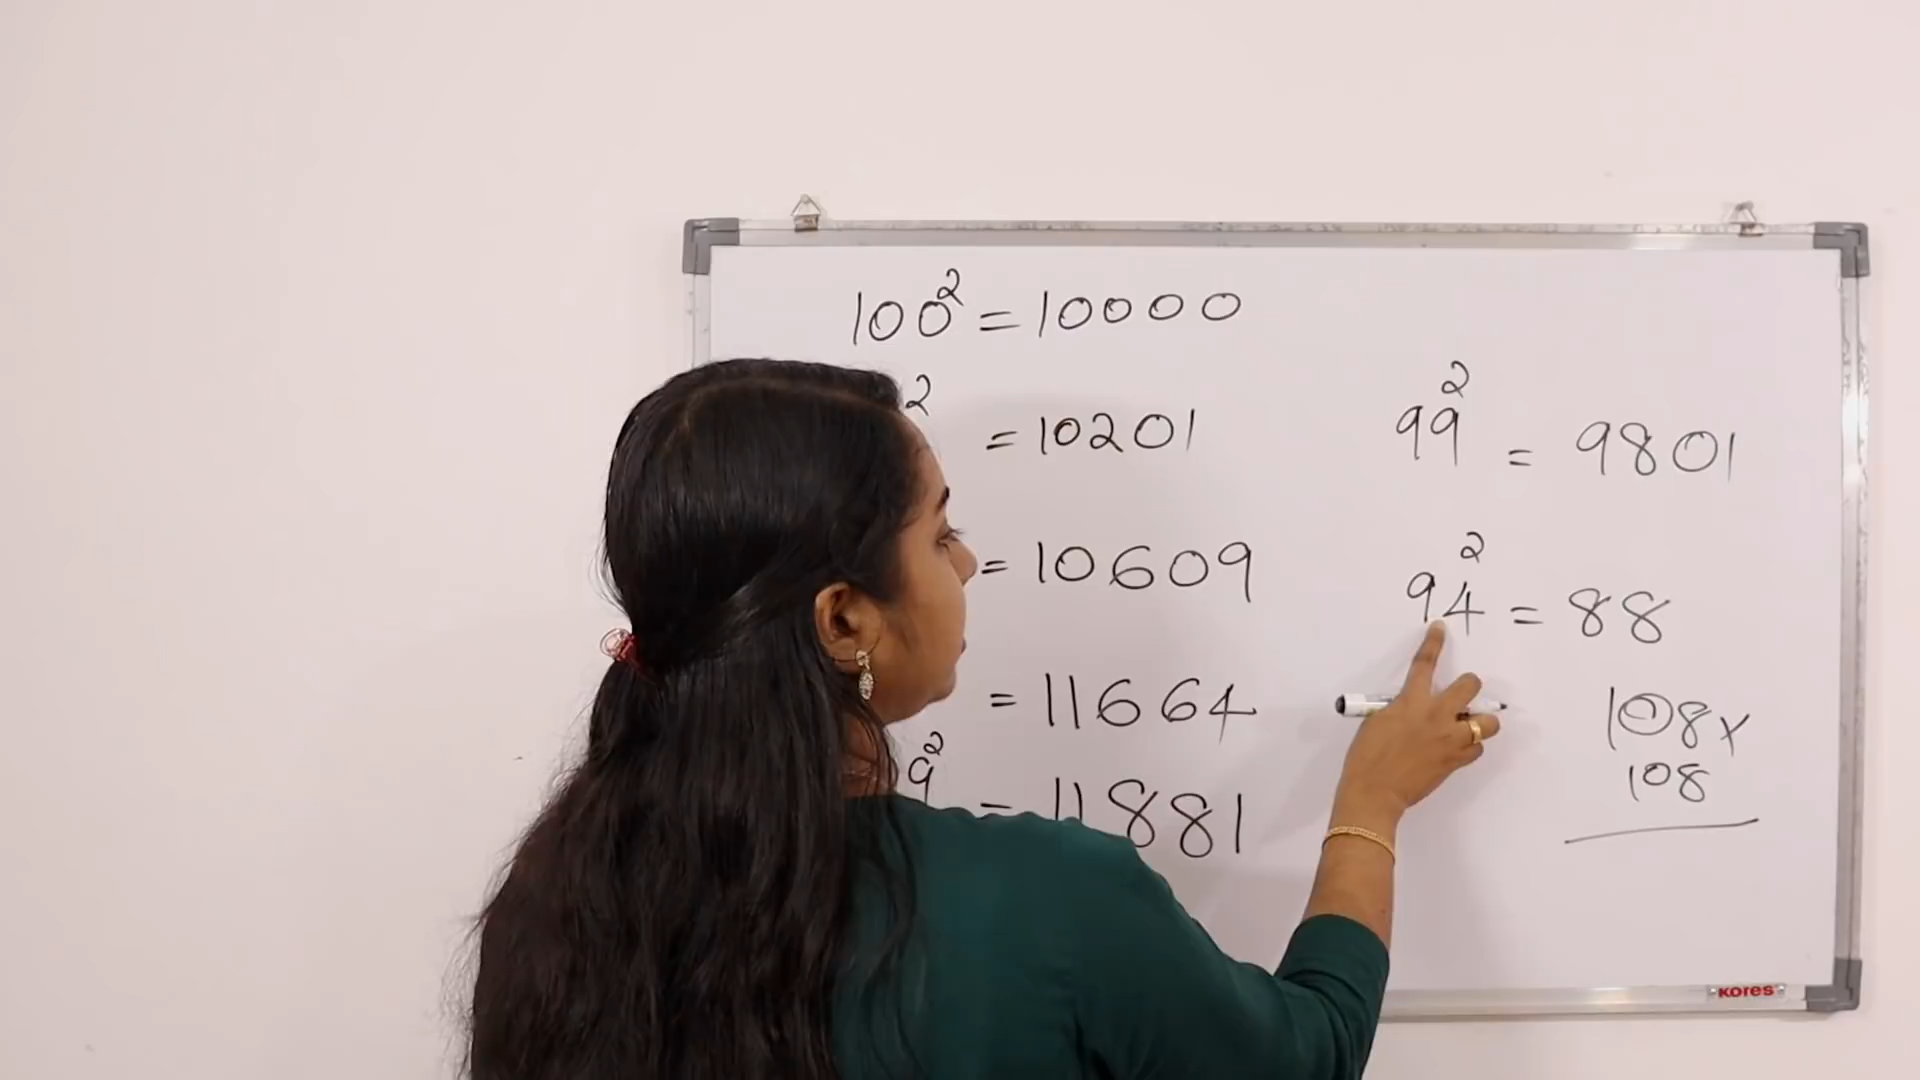 100² = 10000
² = 10201
= 10609
= 11664
9² = 11881
99² = 9801
94² = 88
108 x
108
KORES